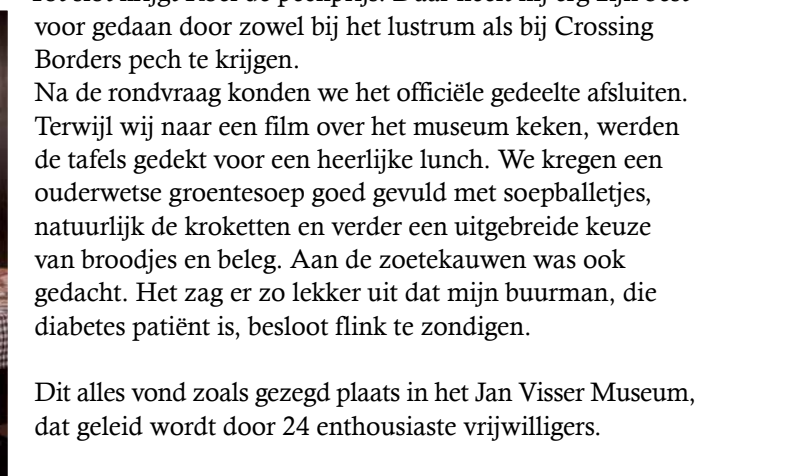 voor gedaan door zowel bij het lustrum als bij Crossing
Borders pech te krijgen.
Na de rondvraag konden we het officiële gedeelte afsluiten.
Terwijl wij naar een film over het museum keken, werden
de tafels gedekt voor een heerlijke lunch. We kregen een
ouderwetse groentesoep goed gevuld met soepballetjes,
natuurlijk de kroketten en verder een uitgebreide keuze
van broodjes en beleg. Aan de zoetekauwen was ook
gedacht. Het zag er zo lekker uit dat mijn buurman, die
diabetes patiënt is, besloot flink te zondigen.
Dit alles vond zoals gezegd plaats in het Jan Visser Museum,
dat geleid wordt door 24 enthousiaste vrijwilligers.